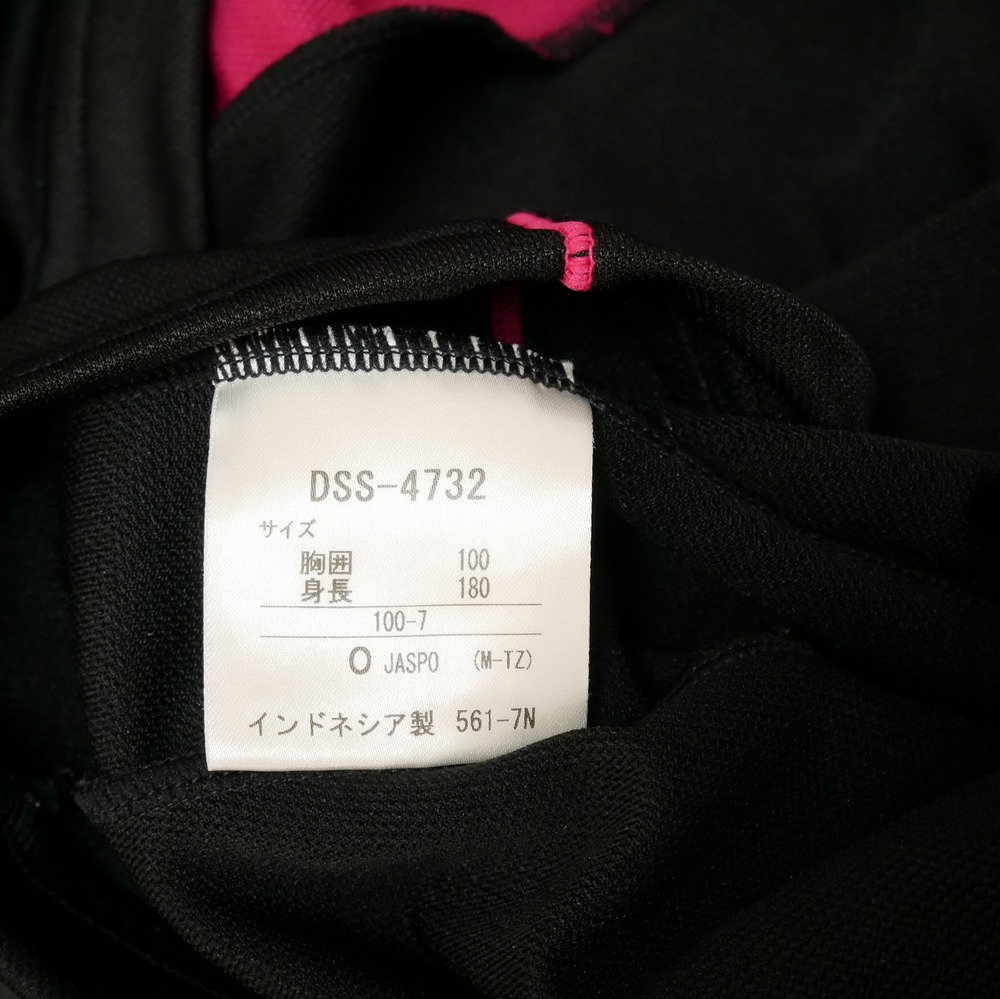 DSS-4732
サイズ
胸囲 100
身長 180
100-7
O JASPO (M-TZ)
インドネシア製 561-7N